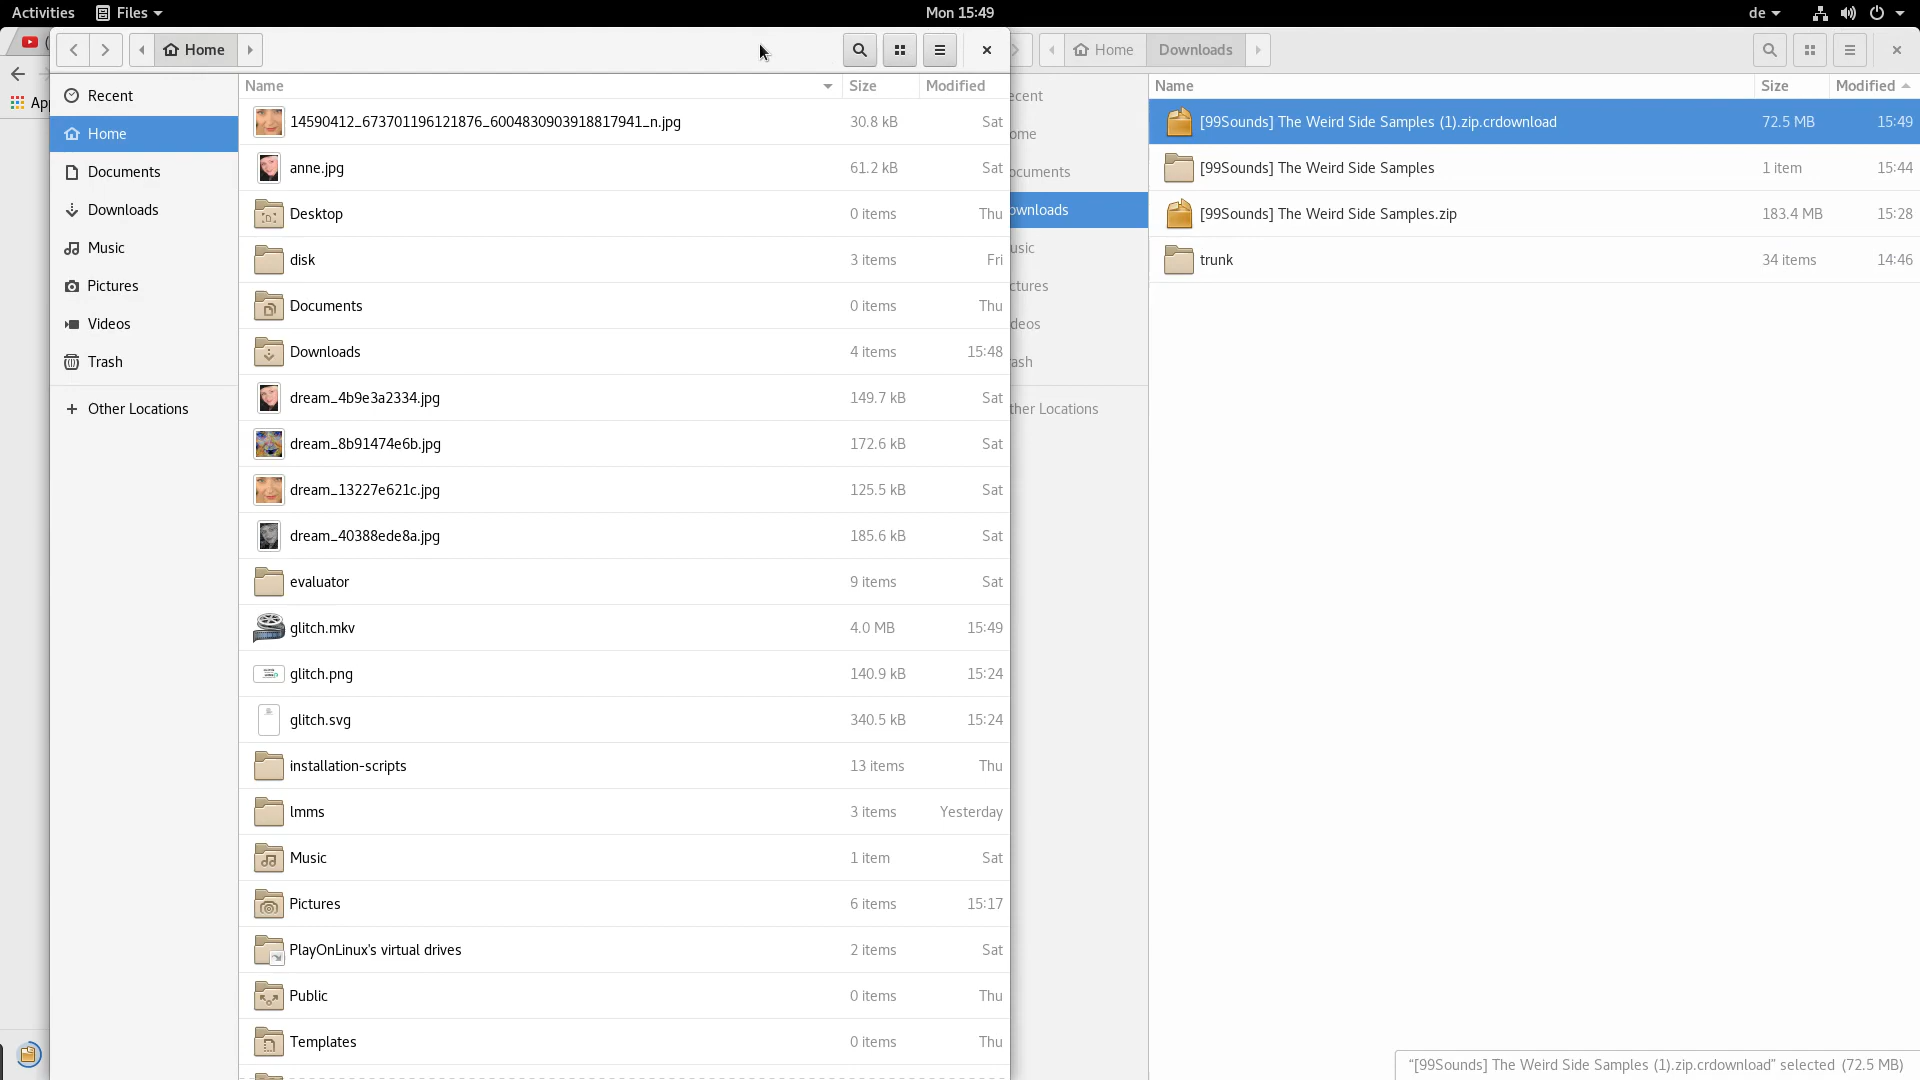 Activities Files Mon 15:49 de
Home
Name Size Modified
Recent
Home
Documents
Downloads
Music
Pictures
Videos
Trash
Other Locations
14590412_673701196121876_6004830903918817941_n.jpg 30.8 kB Sat
anne.jpg 61.2 kB Sat
Desktop 0 items Thu
disk 3 items Fri
Documents 0 items Thu
Downloads 4 items 15:48
dream_4b9e3a2334.jpg 149.7 kB Sat
dream_8b91474e6b.jpg 172.6 kB Sat
dream_13227e621c.jpg 125.5 kB Sat
dream_40388ede8a.jpg 185.6 kB Sat
evaluator 9 items Sat
glitch.mkv 4.0 MB 15:49
glitch.png 140.9 kB 15:24
glitch.svg 340.5 kB 15:24
installation-scripts 13 items Thu
lmms 3 items Yesterday
Music 1 item Sat
Pictures 6 items 15:17
PlayOnLinux's virtual drives 2 items Sat
Public 0 items Thu
Templates 0 items Thu
Ap
Home Downloads
ecent
ome
ocuments
ownloads
usic
ctures
deos
ash
ther Locations
Name Size Modified
[99Sounds] The Weird Side Samples (1).zip.crdownload 72.5 MB 15:49
[99Sounds] The Weird Side Samples 1 item 15:44
[99Sounds] The Weird Side Samples.zip 183.4 MB 15:28
trunk 34 items 14:46
"[99Sounds] The Weird Side Samples (1).zip.crdownload" selected (72.5 MB)